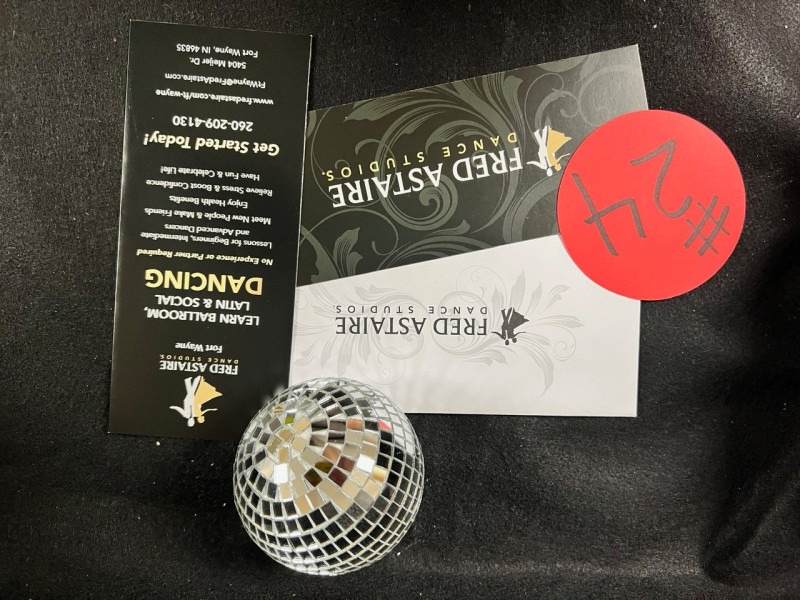 FRED ASTAIRE
DANCE STUDIOS.
Fort Wayne
LEARN BALLROOM,
LATIN & SOCIAL
DANCING
No Experience or Partner Required
Lessons for Beginners, Intermediate
and Advanced Dancers
Meet New People & Make Friends
Enjoy Health Benefits
Relieve Stress & Boost Confidence
Have Fun & Celebrate Life!
Get Started Today!
260-209-4130
www.fredastaire.com/ft-wayne
FtWayne@FredAstaire.com
5404 Meijer Dr.
Fort Wayne, IN 46835
FRED ASTAIRE
DANCE STUDIOS.
FRED ASTAIRE
DANCE STUDIOS.
#24